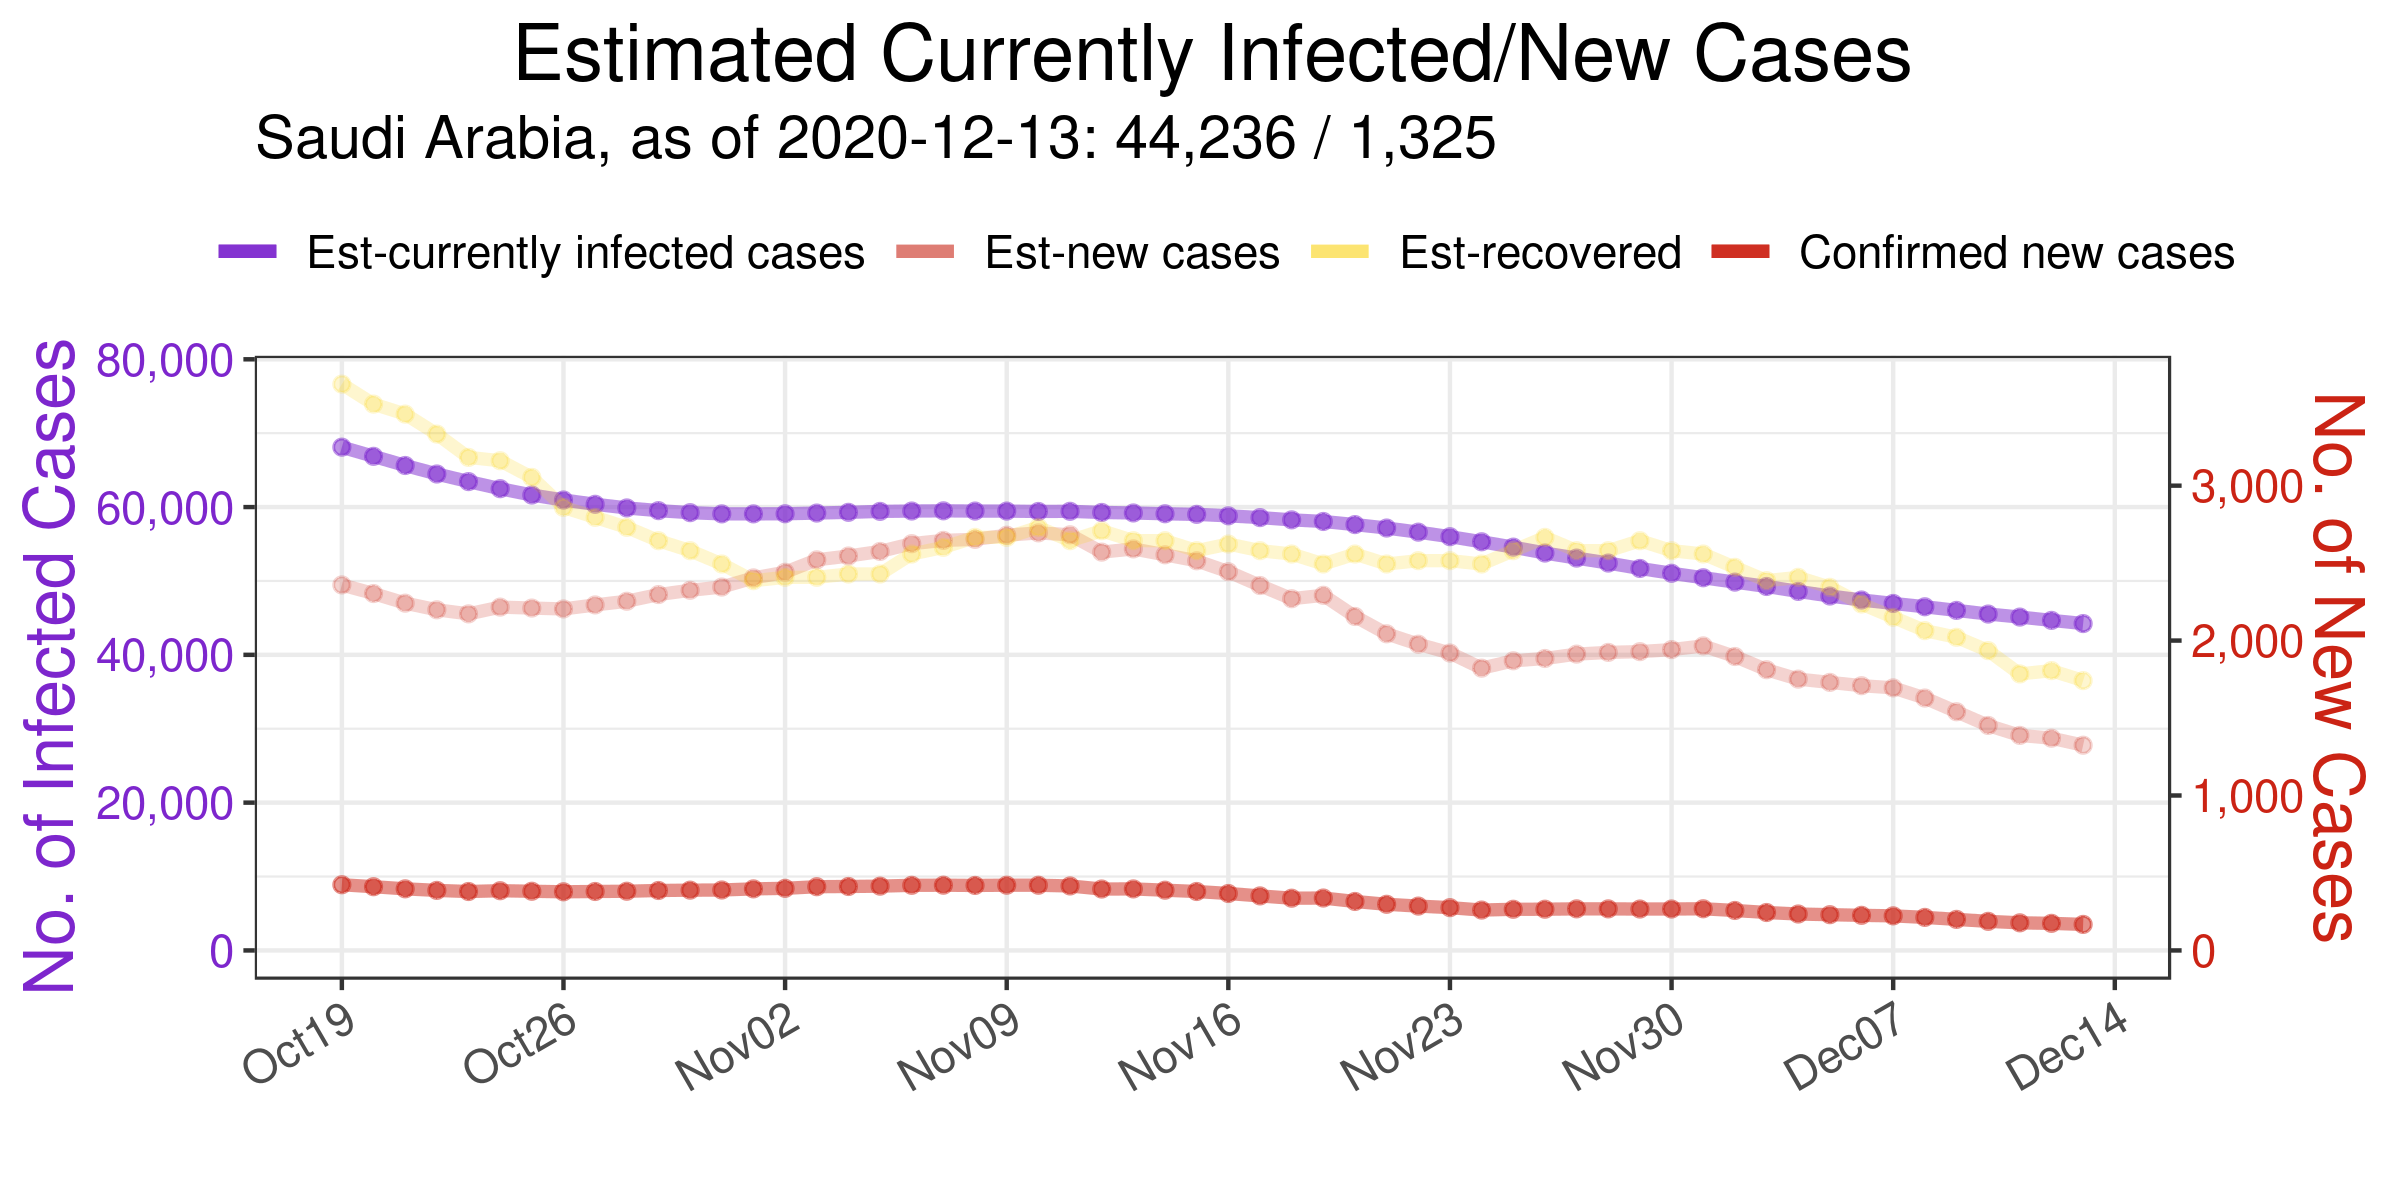 Estimated Currently Infected/New Cases
Saudi Arabia, as of 2020-12-13: 44,236 / 1,325
Est-currently infected cases
Est-new cases
Est-recovered
Confirmed new cases
No. of Infected Cases
80,000
60,000
40,000
20,000
0
3,000
2,000
1,000
0
No. of New Cases
Oct19
Oct26
Nov02
Nov09
Nov16
Nov23
Nov30
Dec07
Dec14